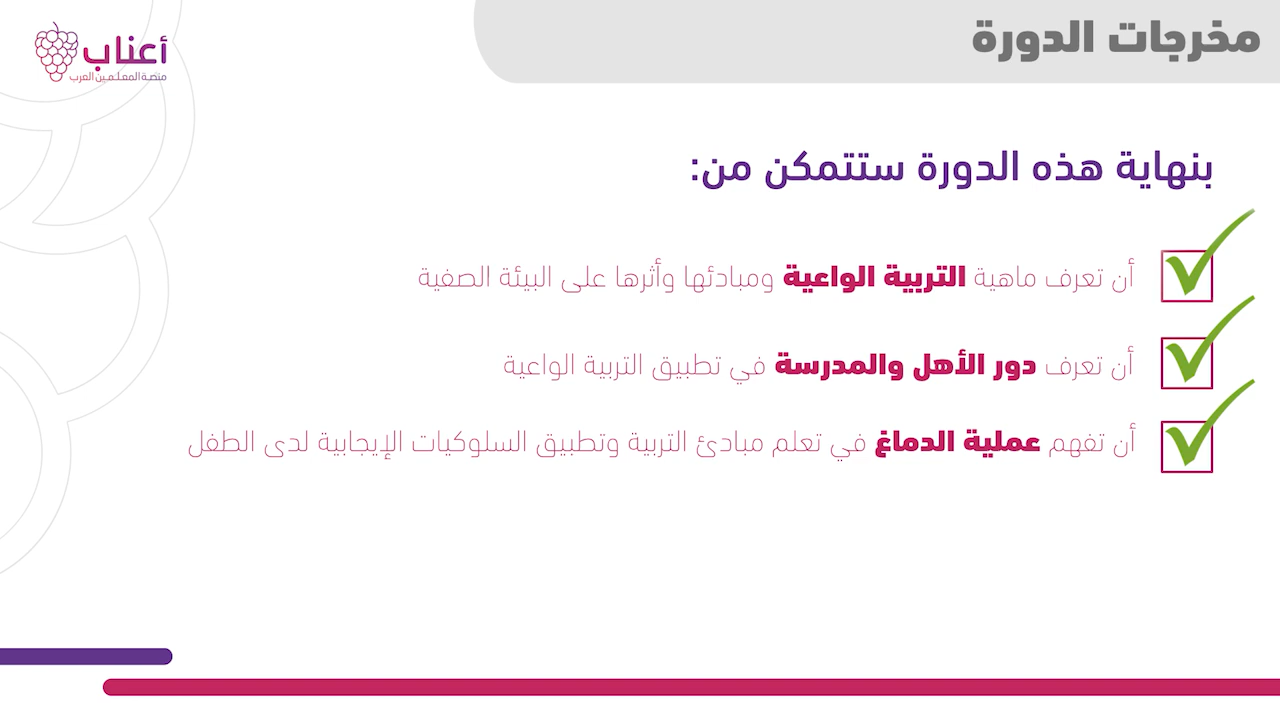 مخرجات الدورة
أعناب
منصة المعلمين العرب
بنهاية هذه الدورة ستتمكن من:
أن تعرف ماهية التربية الواعية ومبادئها وأثرها على البيئة الصفية
أن تعرف دور الأهل والمدرسة في تطبيق التربية الواعية
أن تفهم عملية الدماغ في تعلم مبادئ التربية وتطبيق السلوكيات الإيجابية لدى الطفل